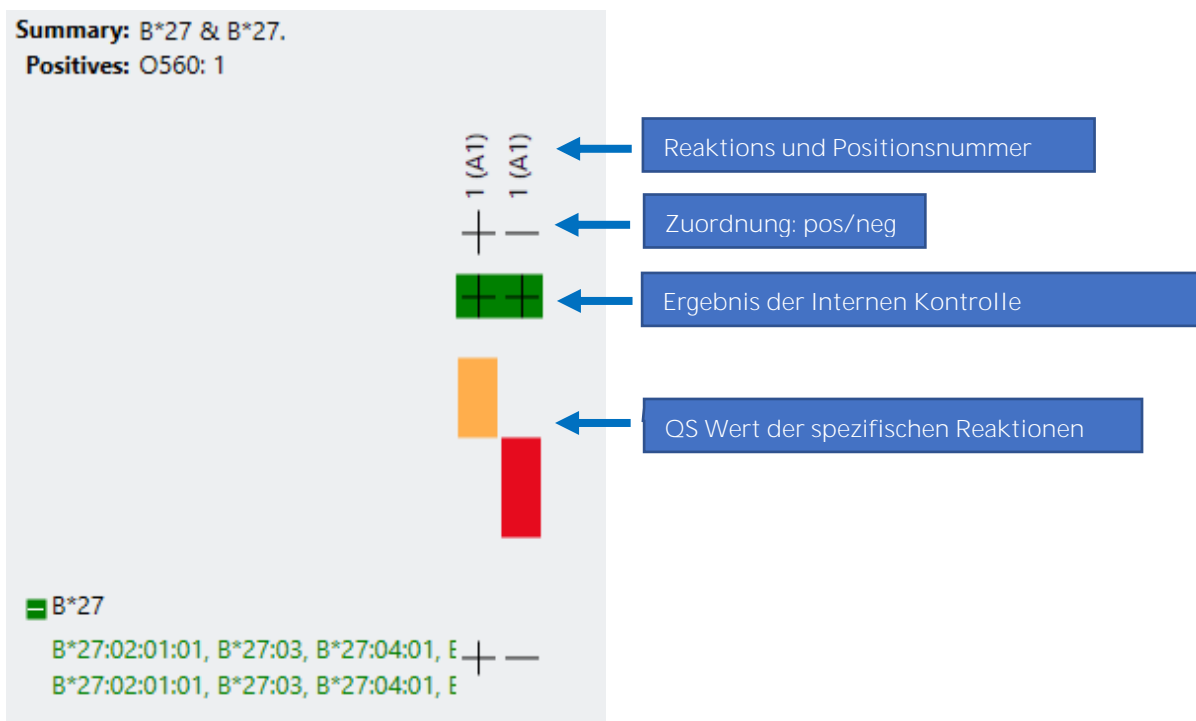 Summary: B*27 & B*27.
Positives: O560: 1
1 (A1) 1 (A1)
Reaktions und Positionsnummer
+ —
Zuordnung: pos/neg
+ +
Ergebnis der Internen Kontrolle
QS Wert der spezifischen Reaktionen
B*27
B*27:02:01:01, B*27:03, B*27:04:01, + —
B*27:02:01:01, B*27:03, B*27:04:01,